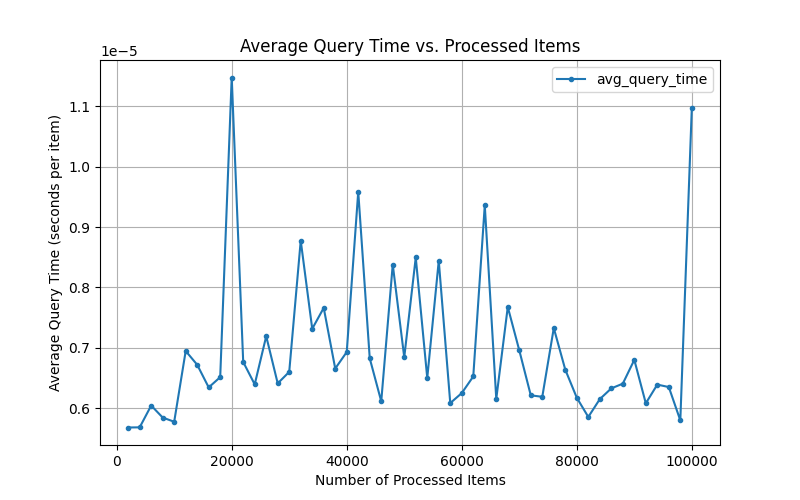 Average Query Time vs. Processed Items
1e−5
avg_query_time
1.1
1.0
0.9
0.8
0.7
0.6
Average Query Time (seconds per item)
0 20000 40000 60000 80000 100000
Number of Processed Items